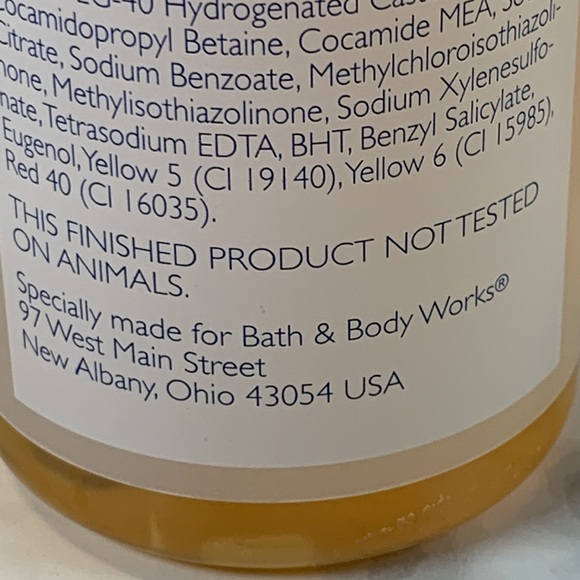 -40 Hydrogenated
Cocamidopropyl Betaine, Cocamide MEA,
Citrate, Sodium Benzoate, Methylchloroisothiazoli-
none, Methylisothiazolinone, Sodium Xylenesulfo-
nate, Tetrasodium EDTA, BHT, Benzyl Salicylate,
Eugenol, Yellow 5 (CI 19140), Yellow 6 (CI 15985),
Red 40 (CI 16035).
THIS FINISHED PRODUCT NOT TESTED
ON ANIMALS.
Specially made for Bath & Body Works®
97 West Main Street
New Albany, Ohio 43054 USA